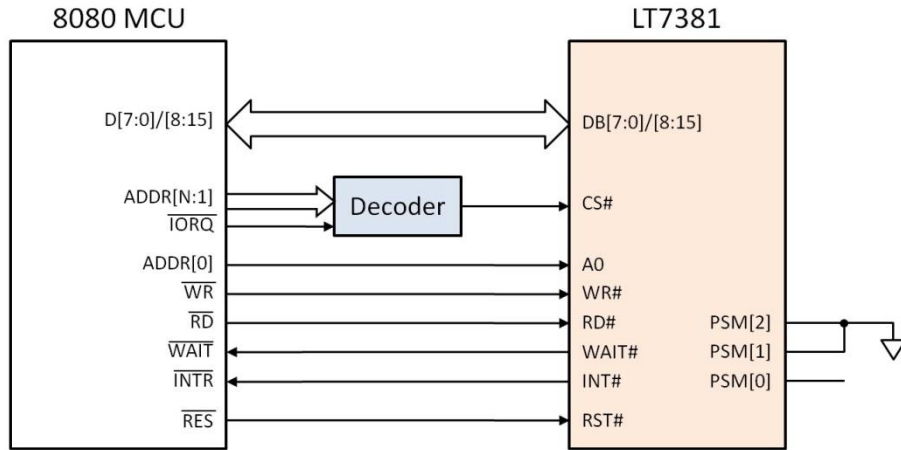 8080 MCU
LT7381
D[7:0]/[8:15]
DB[7:0]/[8:15]
ADDR[N:1]
IORQ
Decoder
CS#
ADDR[0]
A0
WR
WR#
RD
RD#
PSM[2]
WAIT
WAIT#
PSM[1]
INTR
INT#
PSM[0]
RES
RST#